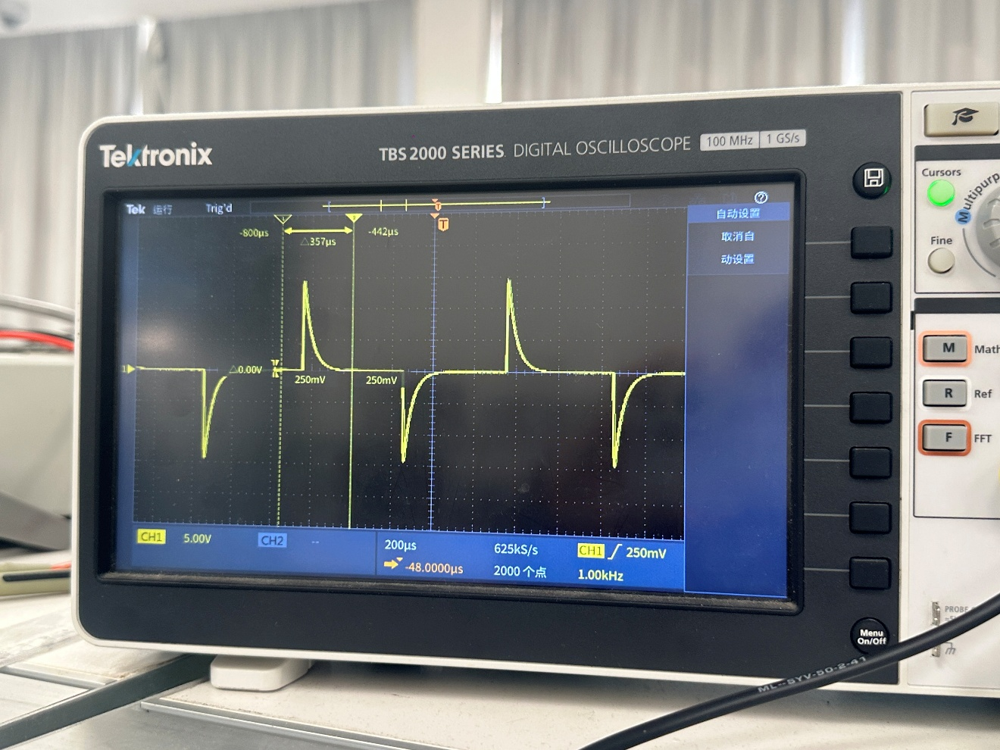 Tektronix
TBS 2000 SERIES. DIGITAL OSCILLOSCOPE 100 MHz 1 GS/s
Tek 运行 Trig'd
-800µs
△357µs
-442µs
T
自动设置
取消自
动设置
1
△0.00V
250mV
250mV
CH1 5.00V
CH2 --
200µs
-48.0000µs
625kS/s
2000 个点
CH1 250mV
1.00kHz
Cursors
Multipurp
Fine
M Math
R Ref
F FFT
PROBE
Menu
On/Off
ML--SYV-50-2-41